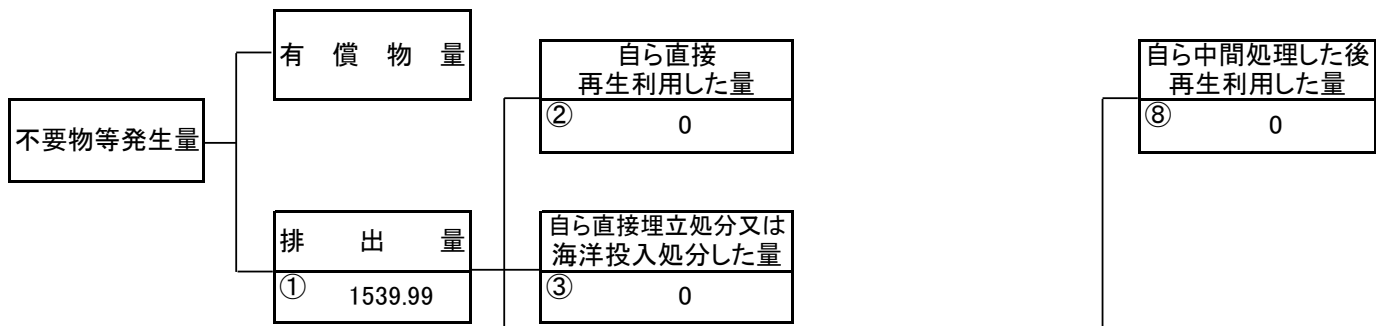 不要物等発生量
有償物量
排出量
① 1539.99
自ら直接
再生利用した量
② 0
自ら直接埋立処分又は
海洋投入処分した量
③ 0
自ら中間処理した後
再生利用した量
⑧ 0